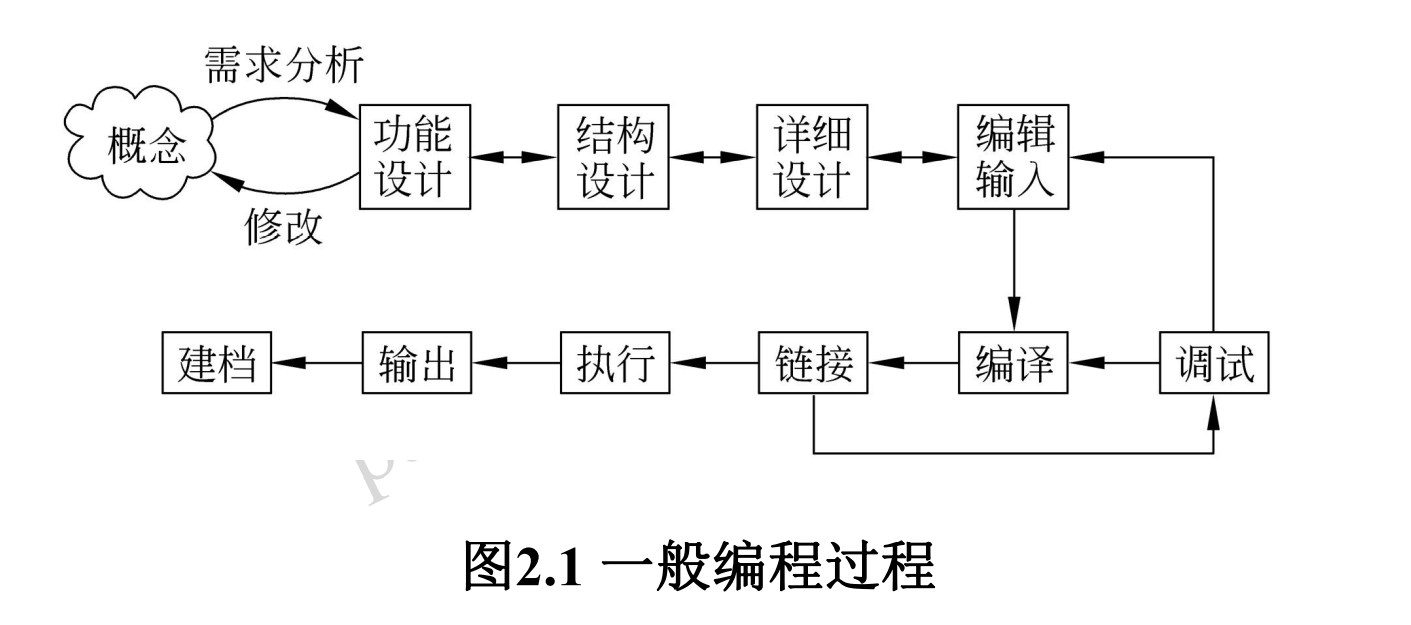 需求分析
概念
功能
设计
结构
设计
详细
设计
编辑
输入
修改
建档
输出
执行
链接
编译
调试
图2.1 一般编程过程